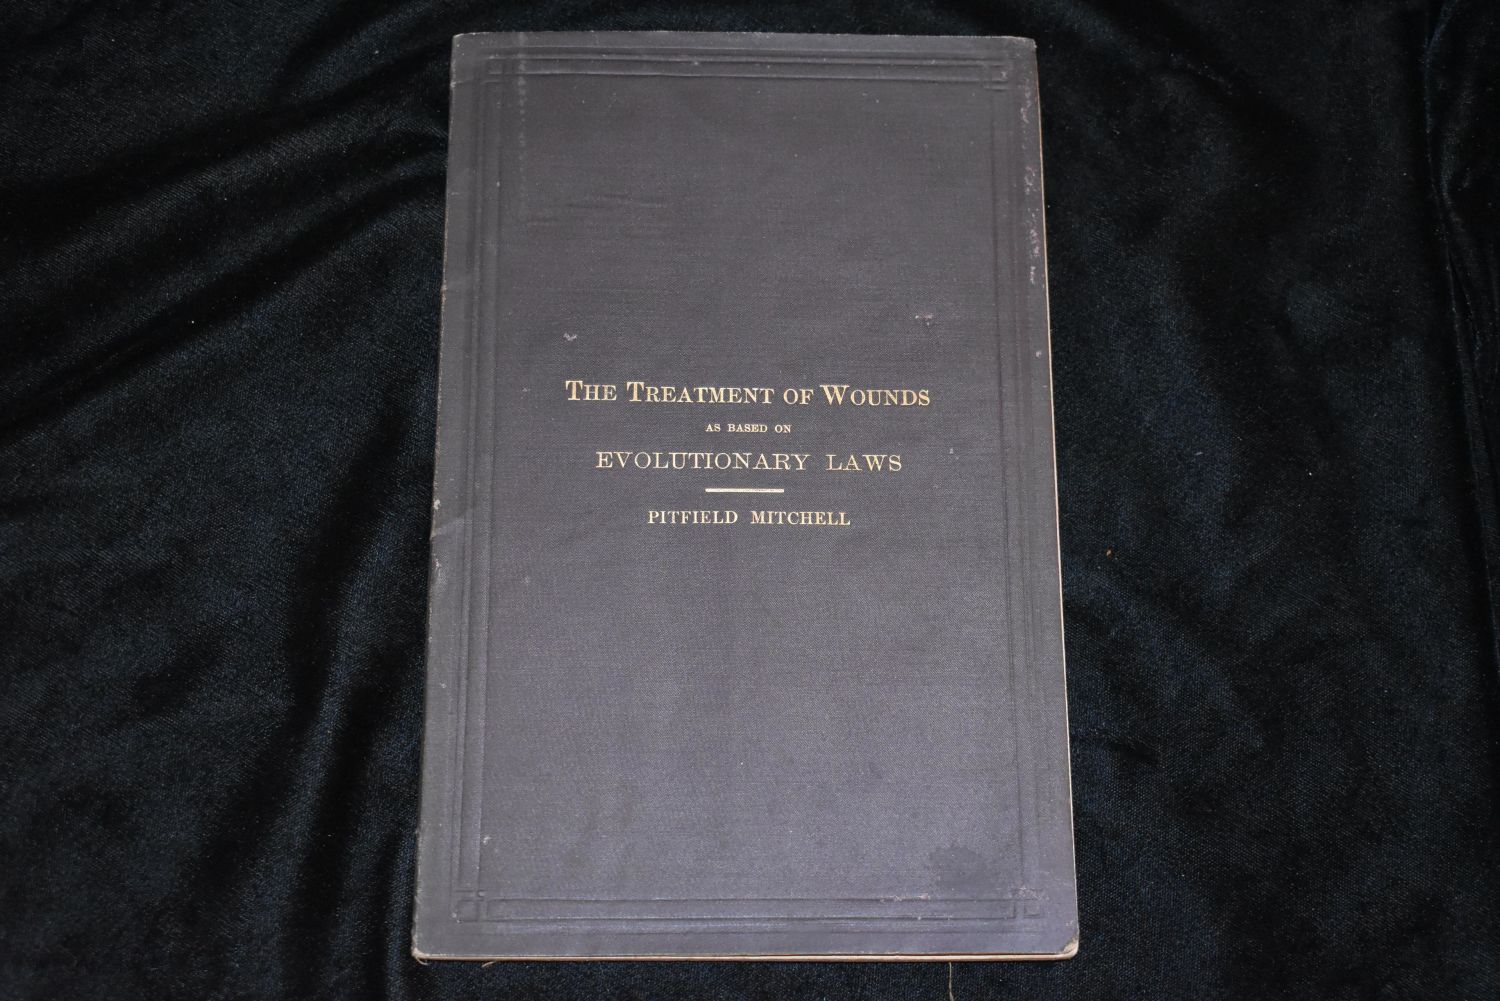 The Treatment of Wounds
as based on
EVOLUTIONARY LAWS
PITFIELD MITCHELL